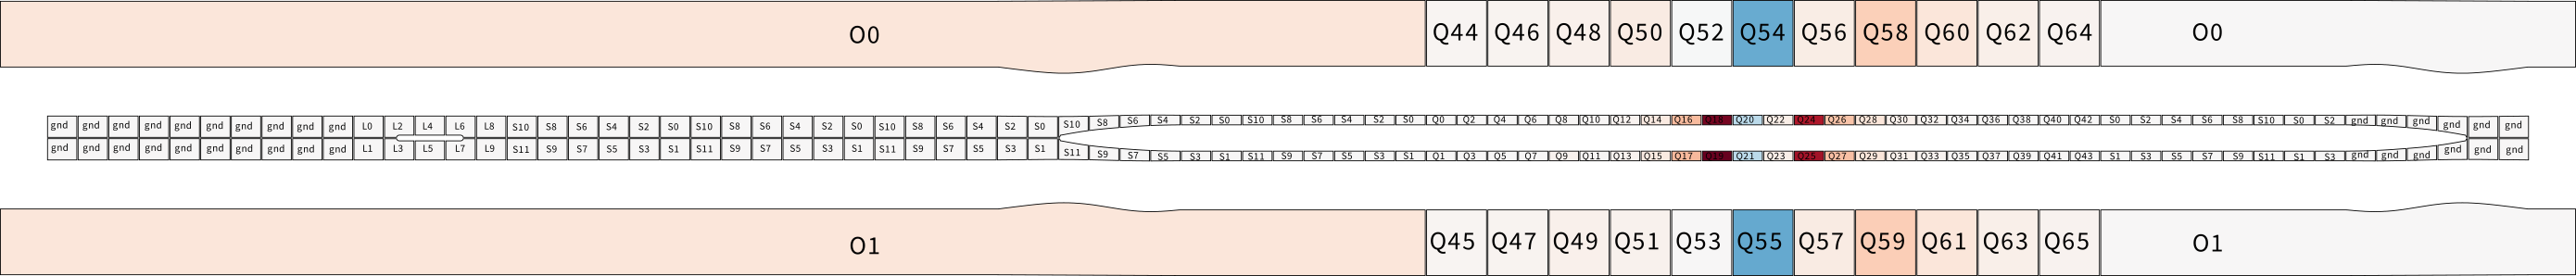 O0 Q44 Q46 Q48 Q50 Q52 Q54 Q56 Q58 Q60 Q62 Q64 O0
gnd gnd gnd gnd gnd gnd gnd gnd gnd gnd L0 L2 L4 L6 L8 S10 S8 S6 S4 S2 S0 S10 S8 S6 S4 S2 S0 S10 S8 S6 S4 S2 S0 S10 S8 S6 S4 S2 S0 S10 S8 S6 S4 S2 S0 Q0 Q2 Q4 Q6 Q8 Q10 Q12 Q14 Q16 Q18 Q20 Q22 Q24 Q26 Q28 Q30 Q32 Q34 Q36 Q38 Q40 Q42 S0 S2 S4 S6 S8 S10 S0 S2 gnd gnd gnd gnd gnd gnd
gnd gnd gnd gnd gnd gnd gnd gnd gnd gnd L1 L3 L5 L7 L9 S11 S9 S7 S5 S3 S1 S11 S9 S7 S5 S3 S1 S11 S9 S7 S5 S3 S1 S11 S9 S7 S5 S3 S1 S11 S9 S7 S5 S3 S1 Q1 Q3 Q5 Q7 Q9 Q11 Q13 Q15 Q17 Q19 Q21 Q23 Q25 Q27 Q29 Q31 Q33 Q35 Q37 Q39 Q41 Q43 S1 S3 S5 S7 S9 S11 S1 S3 gnd gnd gnd gnd gnd gnd
O1 Q45 Q47 Q49 Q51 Q53 Q55 Q57 Q59 Q61 Q63 Q65 O1